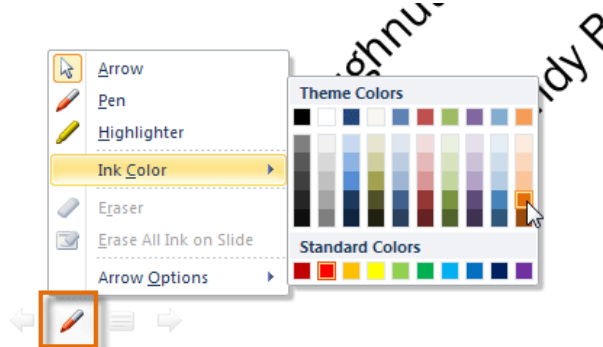 Arrow
Pen
Highlighter
Ink Color
Eraser
Erase All Ink on Slide
Arrow Options
Theme Colors
Standard Colors